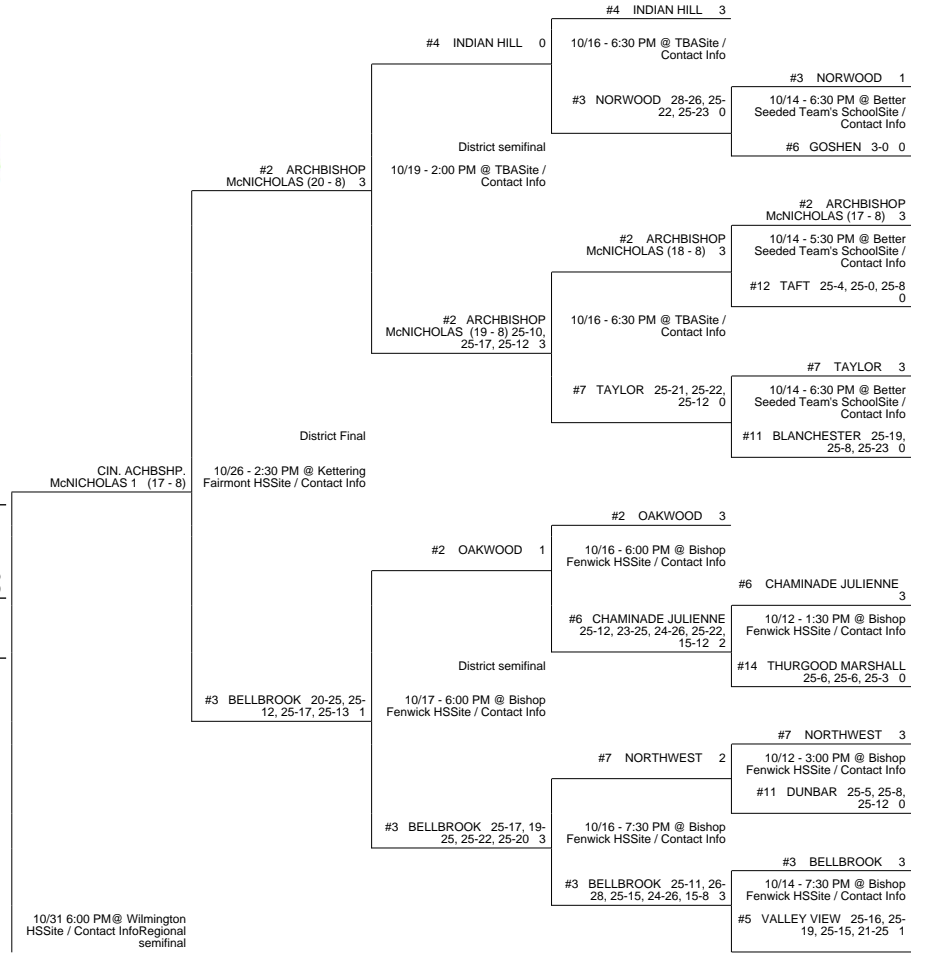 #4 INDIAN HILL 3
#4 INDIAN HILL 0
10/16 - 6:30 PM @ TBASite /
Contact Info
#3 NORWOOD 1
#3 NORWOOD 28-26, 25-
22, 25-23 0
10/14 - 6:30 PM @ Better
Seeded Team's SchoolSite /
Contact Info
#6 GOSHEN 3-0 0
District semifinal
#2 ARCHBISHOP
McNICHOLAS (20 - 8) 3
10/19 - 2:00 PM @ TBASite /
Contact Info
#2 ARCHBISHOP
McNICHOLAS (17 - 8) 3
#2 ARCHBISHOP
McNICHOLAS (18 - 8) 3
10/14 - 5:30 PM @ Better
Seeded Team's SchoolSite /
Contact Info
#12 TAFT 25-4, 25-0, 25-8
0
#2 ARCHBISHOP
McNICHOLAS (19 - 8) 25-10,
25-17, 25-12 3
10/16 - 6:30 PM @ TBASite /
Contact Info
#7 TAYLOR 3
#7 TAYLOR 25-21, 25-22,
25-12 0
10/14 - 6:30 PM @ Better
Seeded Team's SchoolSite /
Contact Info
#11 BLANCHESTER 25-19,
25-8, 25-23 0
District Final
CIN. ACHBSHP.
McNICHOLAS 1 (17 - 8)
10/26 - 2:30 PM @ Kettering
Fairmont HSSite / Contact Info
#2 OAKWOOD 3
#2 OAKWOOD 1
10/16 - 6:00 PM @ Bishop
Fenwick HSSite / Contact Info
#6 CHAMINADE JULIENNE
3
#6 CHAMINADE JULIENNE
25-12, 23-25, 24-26, 25-22,
15-12 2
10/12 - 1:30 PM @ Bishop
Fenwick HSSite / Contact Info
#14 THURGOOD MARSHALL
25-6, 25-6, 25-3 0
District semifinal
#3 BELLBROOK 20-25, 25-
12, 25-17, 25-13 1
10/17 - 6:00 PM @ Bishop
Fenwick HSSite / Contact Info
#7 NORTHWEST 3
#7 NORTHWEST 2
10/12 - 3:00 PM @ Bishop
Fenwick HSSite / Contact Info
#11 DUNBAR 25-5, 25-8,
25-12 0
#3 BELLBROOK 25-17, 19-
25, 25-22, 25-20 3
10/16 - 7:30 PM @ Bishop
Fenwick HSSite / Contact Info
#3 BELLBROOK 3
#3 BELLBROOK 25-11, 26-
28, 25-15, 24-26, 15-8 3
10/14 - 7:30 PM @ Bishop
Fenwick HSSite / Contact Info
#5 VALLEY VIEW 25-16, 25-
19, 25-15, 21-25 1
10/31 6:00 PM@ Wilmington
HSSite / Contact InfoRegional
semifinal